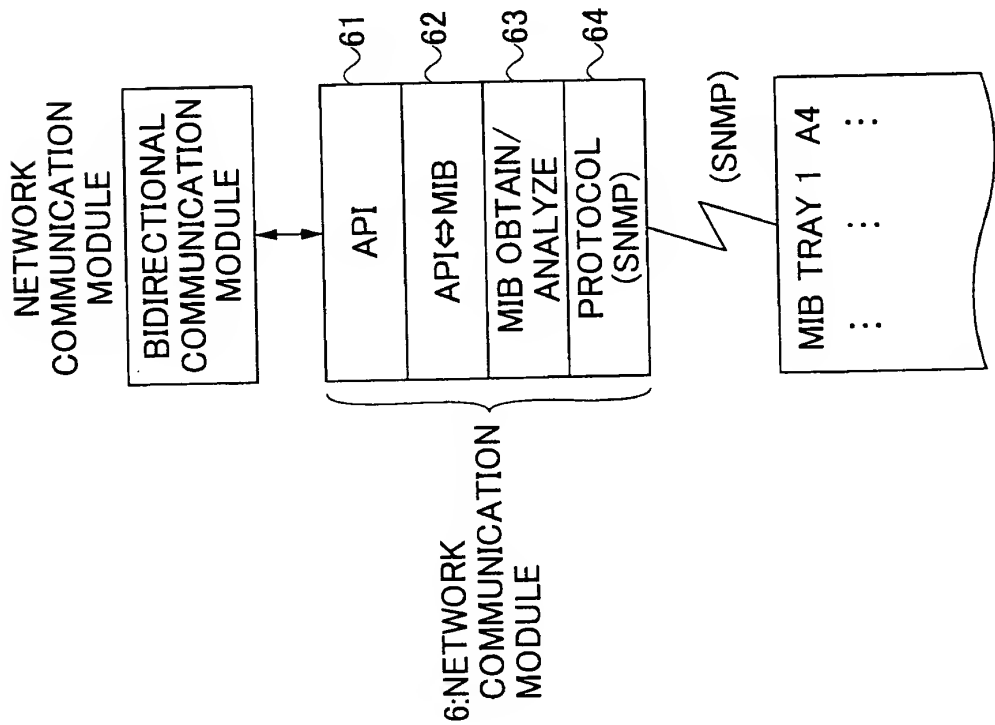 NETWORK
COMMUNICATION
MODULE
BIDIRECTIONAL
COMMUNICATION
MODULE
6:NETWORK
COMMUNICATION
MODULE
API
61
API⇔MIB
62
MIB OBTAIN/
ANALYZE
63
PROTOCOL
(SNMP)
64
(SNMP)
MIB TRAY 1 A4
⋮ ⋮ ⋮